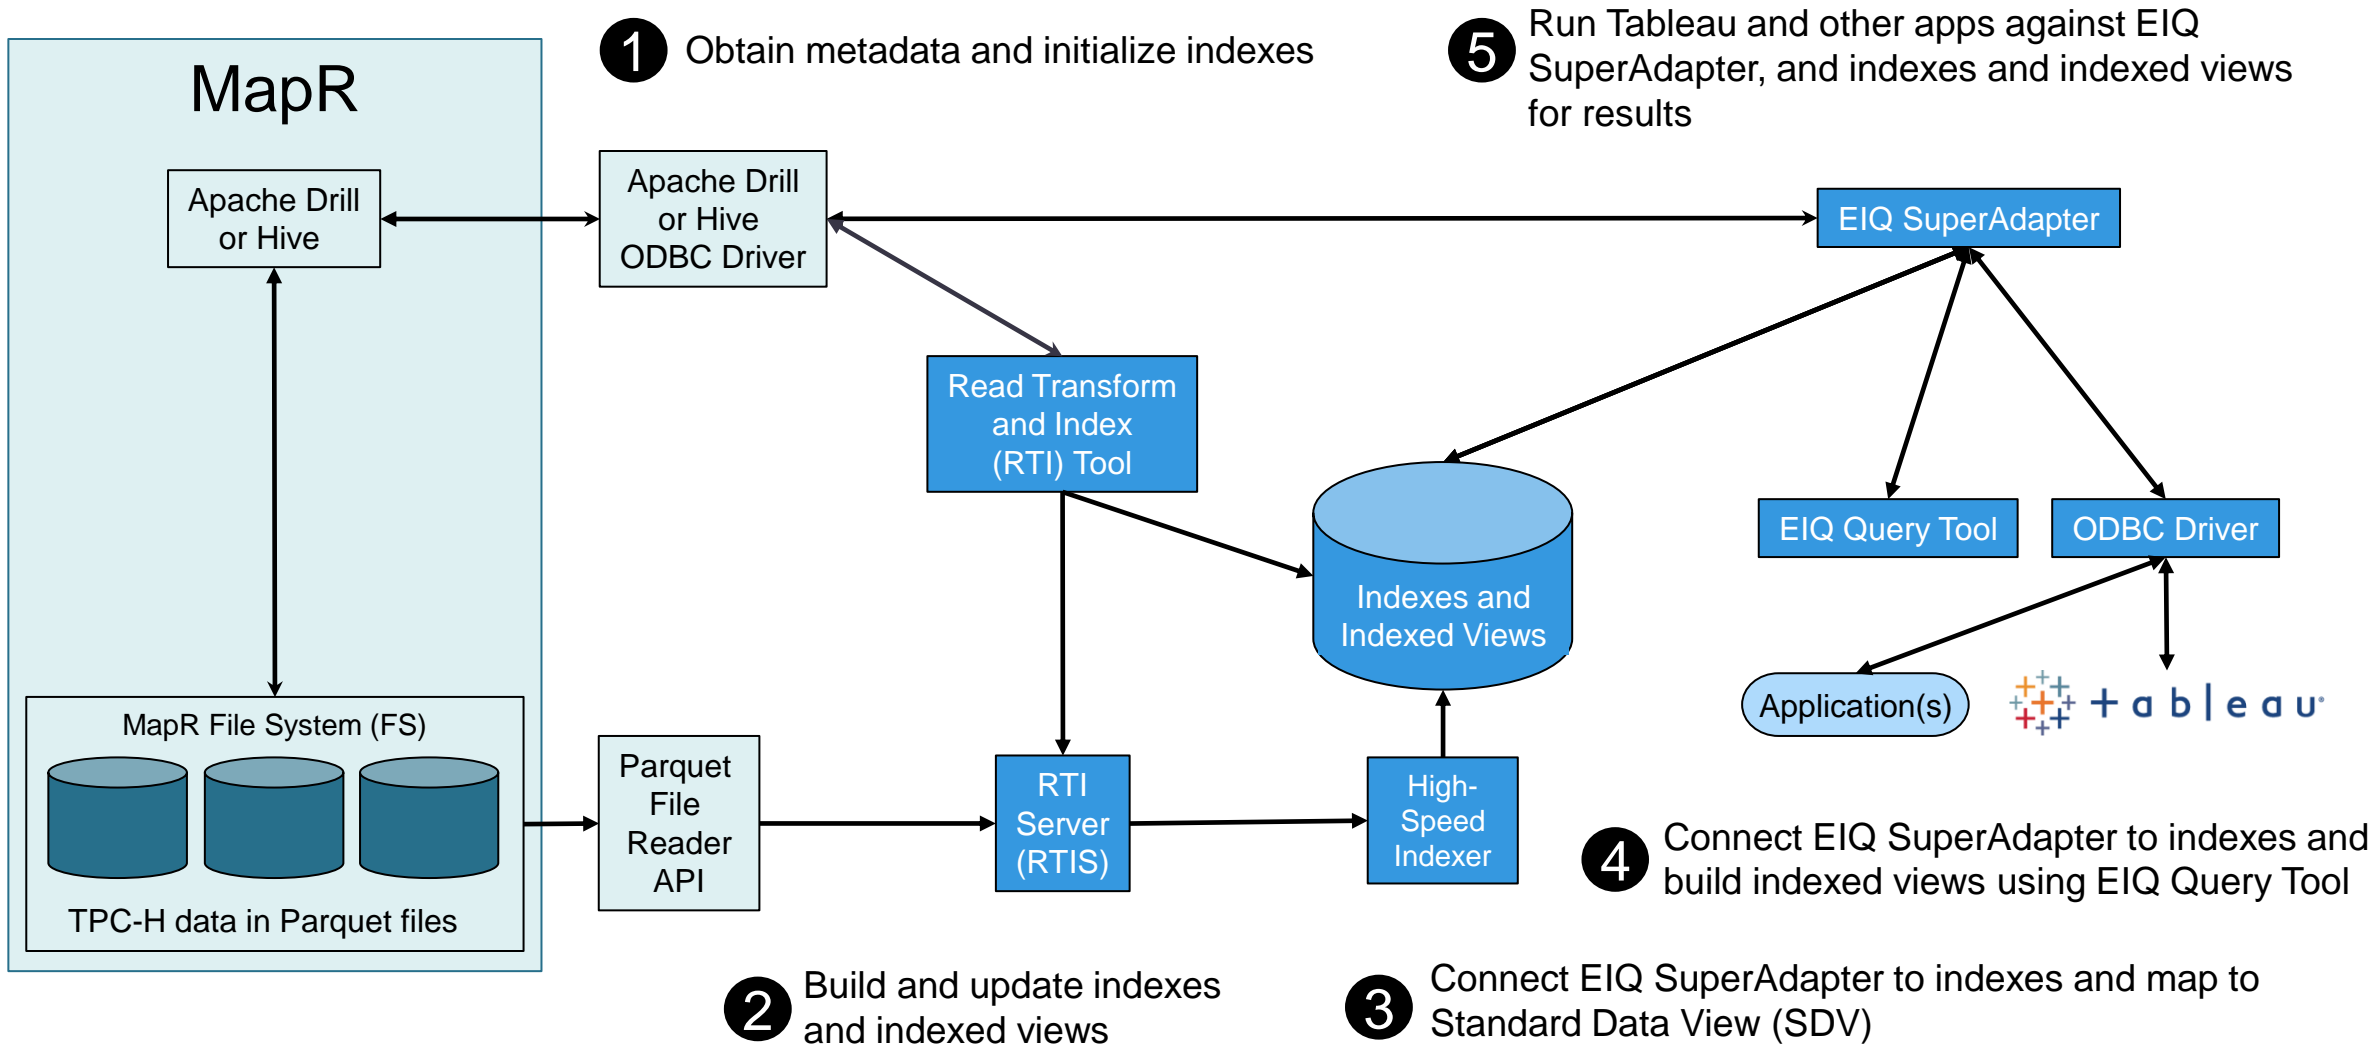 1 Obtain metadata and initialize indexes
5 Run Tableau and other apps against EIQ
SuperAdapter, and indexes and indexed views
for results
MapR
Apache Drill
or Hive
Apache Drill
or Hive
ODBC Driver
EIQ SuperAdapter
Read Transform
and Index
(RTI) Tool
Indexes and
Indexed Views
EIQ Query Tool
ODBC Driver
Application(s)
+ a b l e a u
MapR File System (FS)
TPC-H data in Parquet files
Parquet
File
Reader
API
RTI
Server
(RTIS)
High-
Speed
Indexer
4 Connect EIQ SuperAdapter to indexes and
build indexed views using EIQ Query Tool
2 Build and update indexes
and indexed views
3 Connect EIQ SuperAdapter to indexes and map to
Standard Data View (SDV)